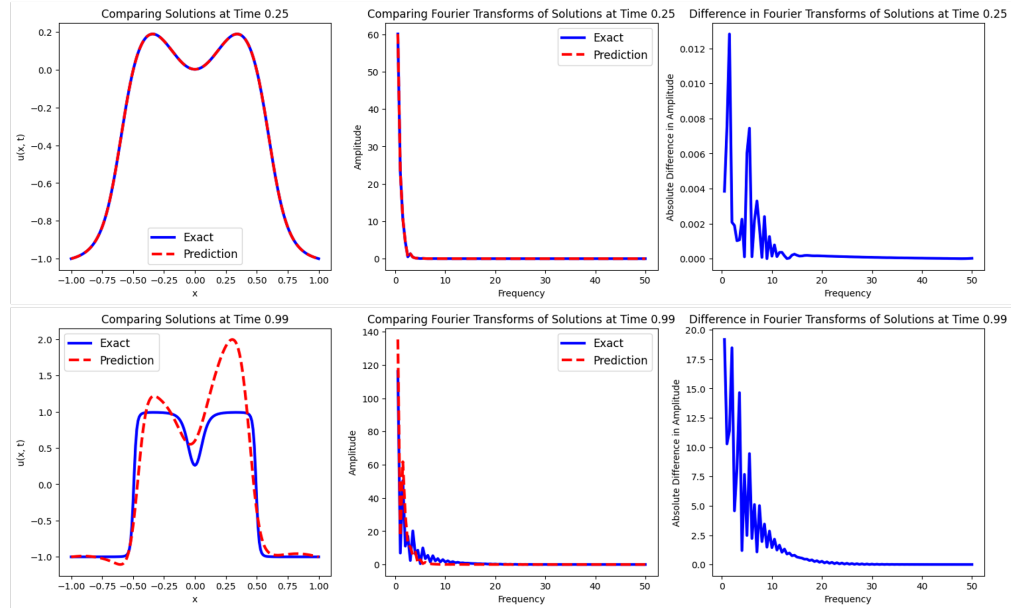 Comparing Solutions at Time 0.25
0.2
0.0
−0.2
−0.4
−0.6
−0.8
−1.0
u(x, t)
Exact
Prediction
−1.00 −0.75 −0.50 −0.25 0.00 0.25 0.50 0.75 1.00
x
Comparing Fourier Transforms of Solutions at Time 0.25
60
50
40
30
20
10
0
Amplitude
Exact
Prediction
0 10 20 30 40 50
Frequency
Difference in Fourier Transforms of Solutions at Time 0.25
0.012
0.010
0.008
0.006
0.004
0.002
0.000
Absolute Difference in Amplitude
0 10 20 30 40 50
Frequency
Comparing Solutions at Time 0.99
2.0
1.5
1.0
0.5
0.0
−0.5
−1.0
u(x, t)
Exact
Prediction
−1.00 −0.75 −0.50 −0.25 0.00 0.25 0.50 0.75 1.00
x
Comparing Fourier Transforms of Solutions at Time 0.99
140
120
100
80
60
40
20
0
Amplitude
Exact
Prediction
0 10 20 30 40 50
Frequency
Difference in Fourier Transforms of Solutions at Time 0.99
20.0
17.5
15.0
12.5
10.0
7.5
5.0
2.5
0.0
Absolute Difference in Amplitude
0 10 20 30 40 50
Frequency